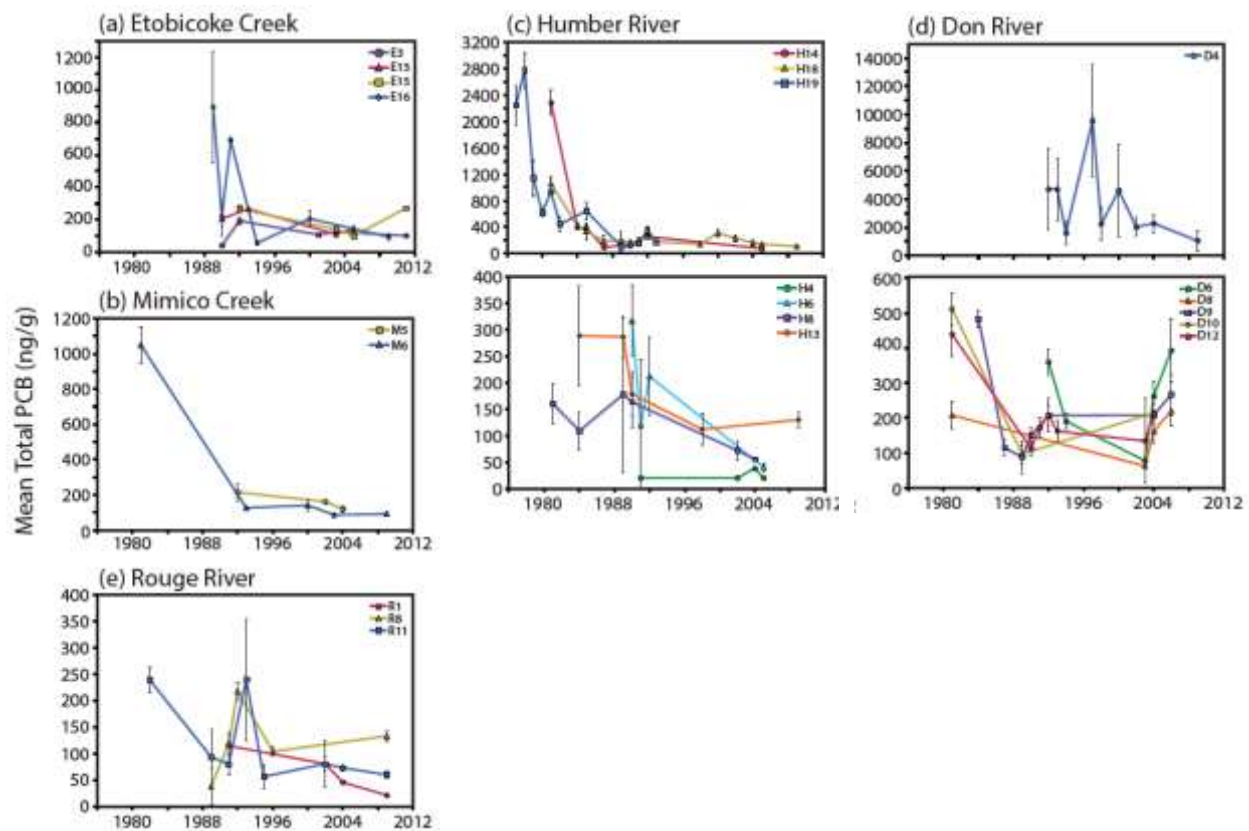 (a) Etobicoke Creek
1200
1000
800
600
400
200
0
1980 1988 1996 2004 2012
E3
E13
E15
E16
(b) Mimico Creek
1200
1000
800
600
400
200
0
1980 1988 1996 2004 2012
M5
M6
Mean Total PCB (ng/g)
(e) Rouge River
400
350
300
250
200
150
100
50
0
1980 1988 1996 2004 2012
R1
R8
R11
(c) Humber River
3200
2800
2400
2000
1600
1200
800
400
0
H14
H18
H19
400
350
300
250
200
150
100
50
0
1980 1988 1996 2004 2012
H4
H6
H8
H13
(d) Don River
14000
12000
10000
8000
6000
4000
2000
0
D4
600
500
400
300
200
100
0
1980 1988 1996 2004 2012
D6
D8
D9
D10
D12